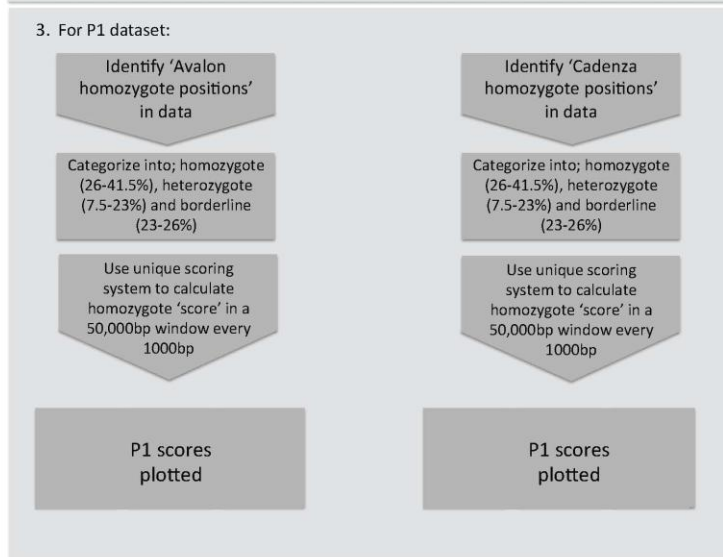 3. For P1 dataset:
Identify 'Avalon
homozygote positions'
in data
Categorize into; homozygote
(26-41.5%), heterozygote
(7.5-23%) and borderline
(23-26%)
Use unique scoring
system to calculate
homozygote 'score' in a
50,000bp window every
1000bp
P1 scores
plotted
Identify 'Cadenza
homozygote positions'
in data
Categorize into; homozygote
(26-41.5%), heterozygote
(7.5-23%) and borderline
(23-26%)
Use unique scoring
system to calculate
homozygote 'score' in a
50,000bp window every
1000bp
P1 scores
plotted